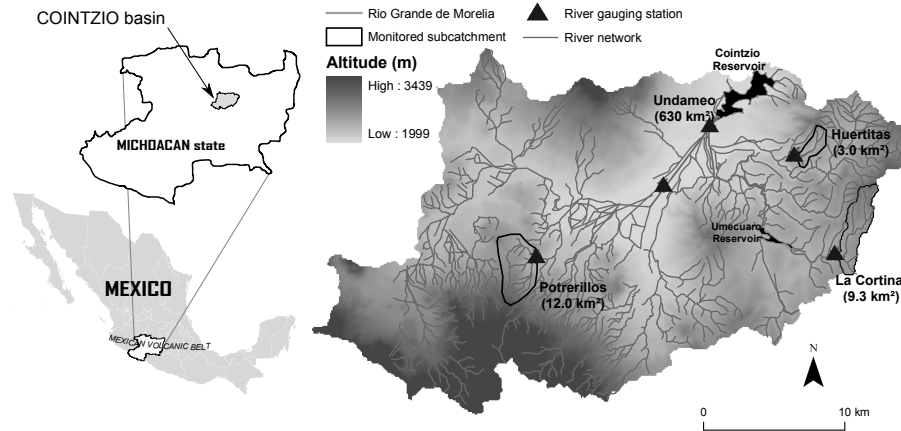 COINTZIO basin
MICHOACAN state
MEXICO
MEXICAN VOLCANIC BELT
Rio Grande de Morelia
River gauging station
Monitored subcatchment
River network
Altitude (m)
High : 3439
Low : 1999
Cointzio
Reservoir
Undameo
(630 km²)
Huertitas
(3.0 km²)
Umecuaro
Reservoir
Potrerillos
(12.0 km²)
La Cortina
(9.3 km²)
N
0 10 km